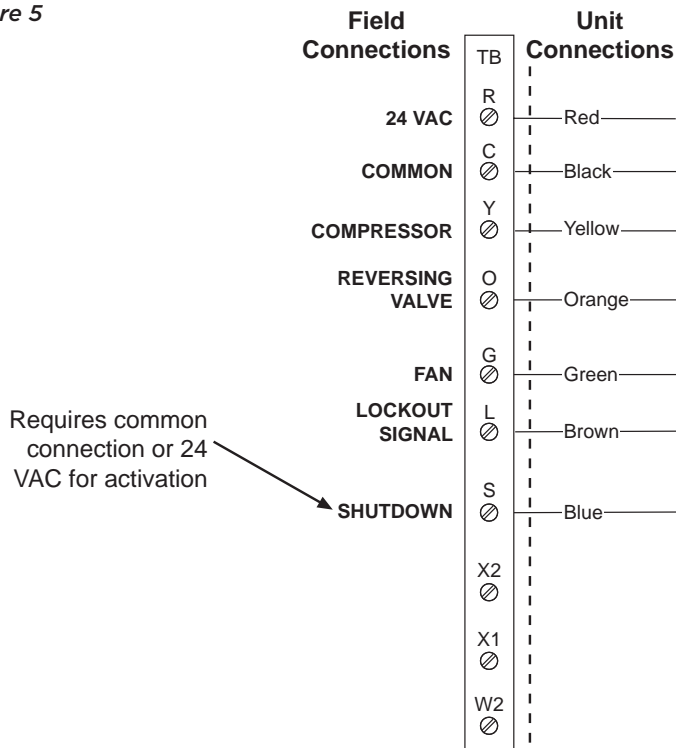 re 5
Field
Connections
Unit
Connections
TB
R
24 VAC
Red
C
COMMON
Black
Y
COMPRESSOR
Yellow
REVERSING
VALVE
O
Orange
G
FAN
Green
LOCKOUT
SIGNAL
L
Brown
Requires common
connection or 24
VAC for activation
S
SHUTDOWN
Blue
X2
X1
W2